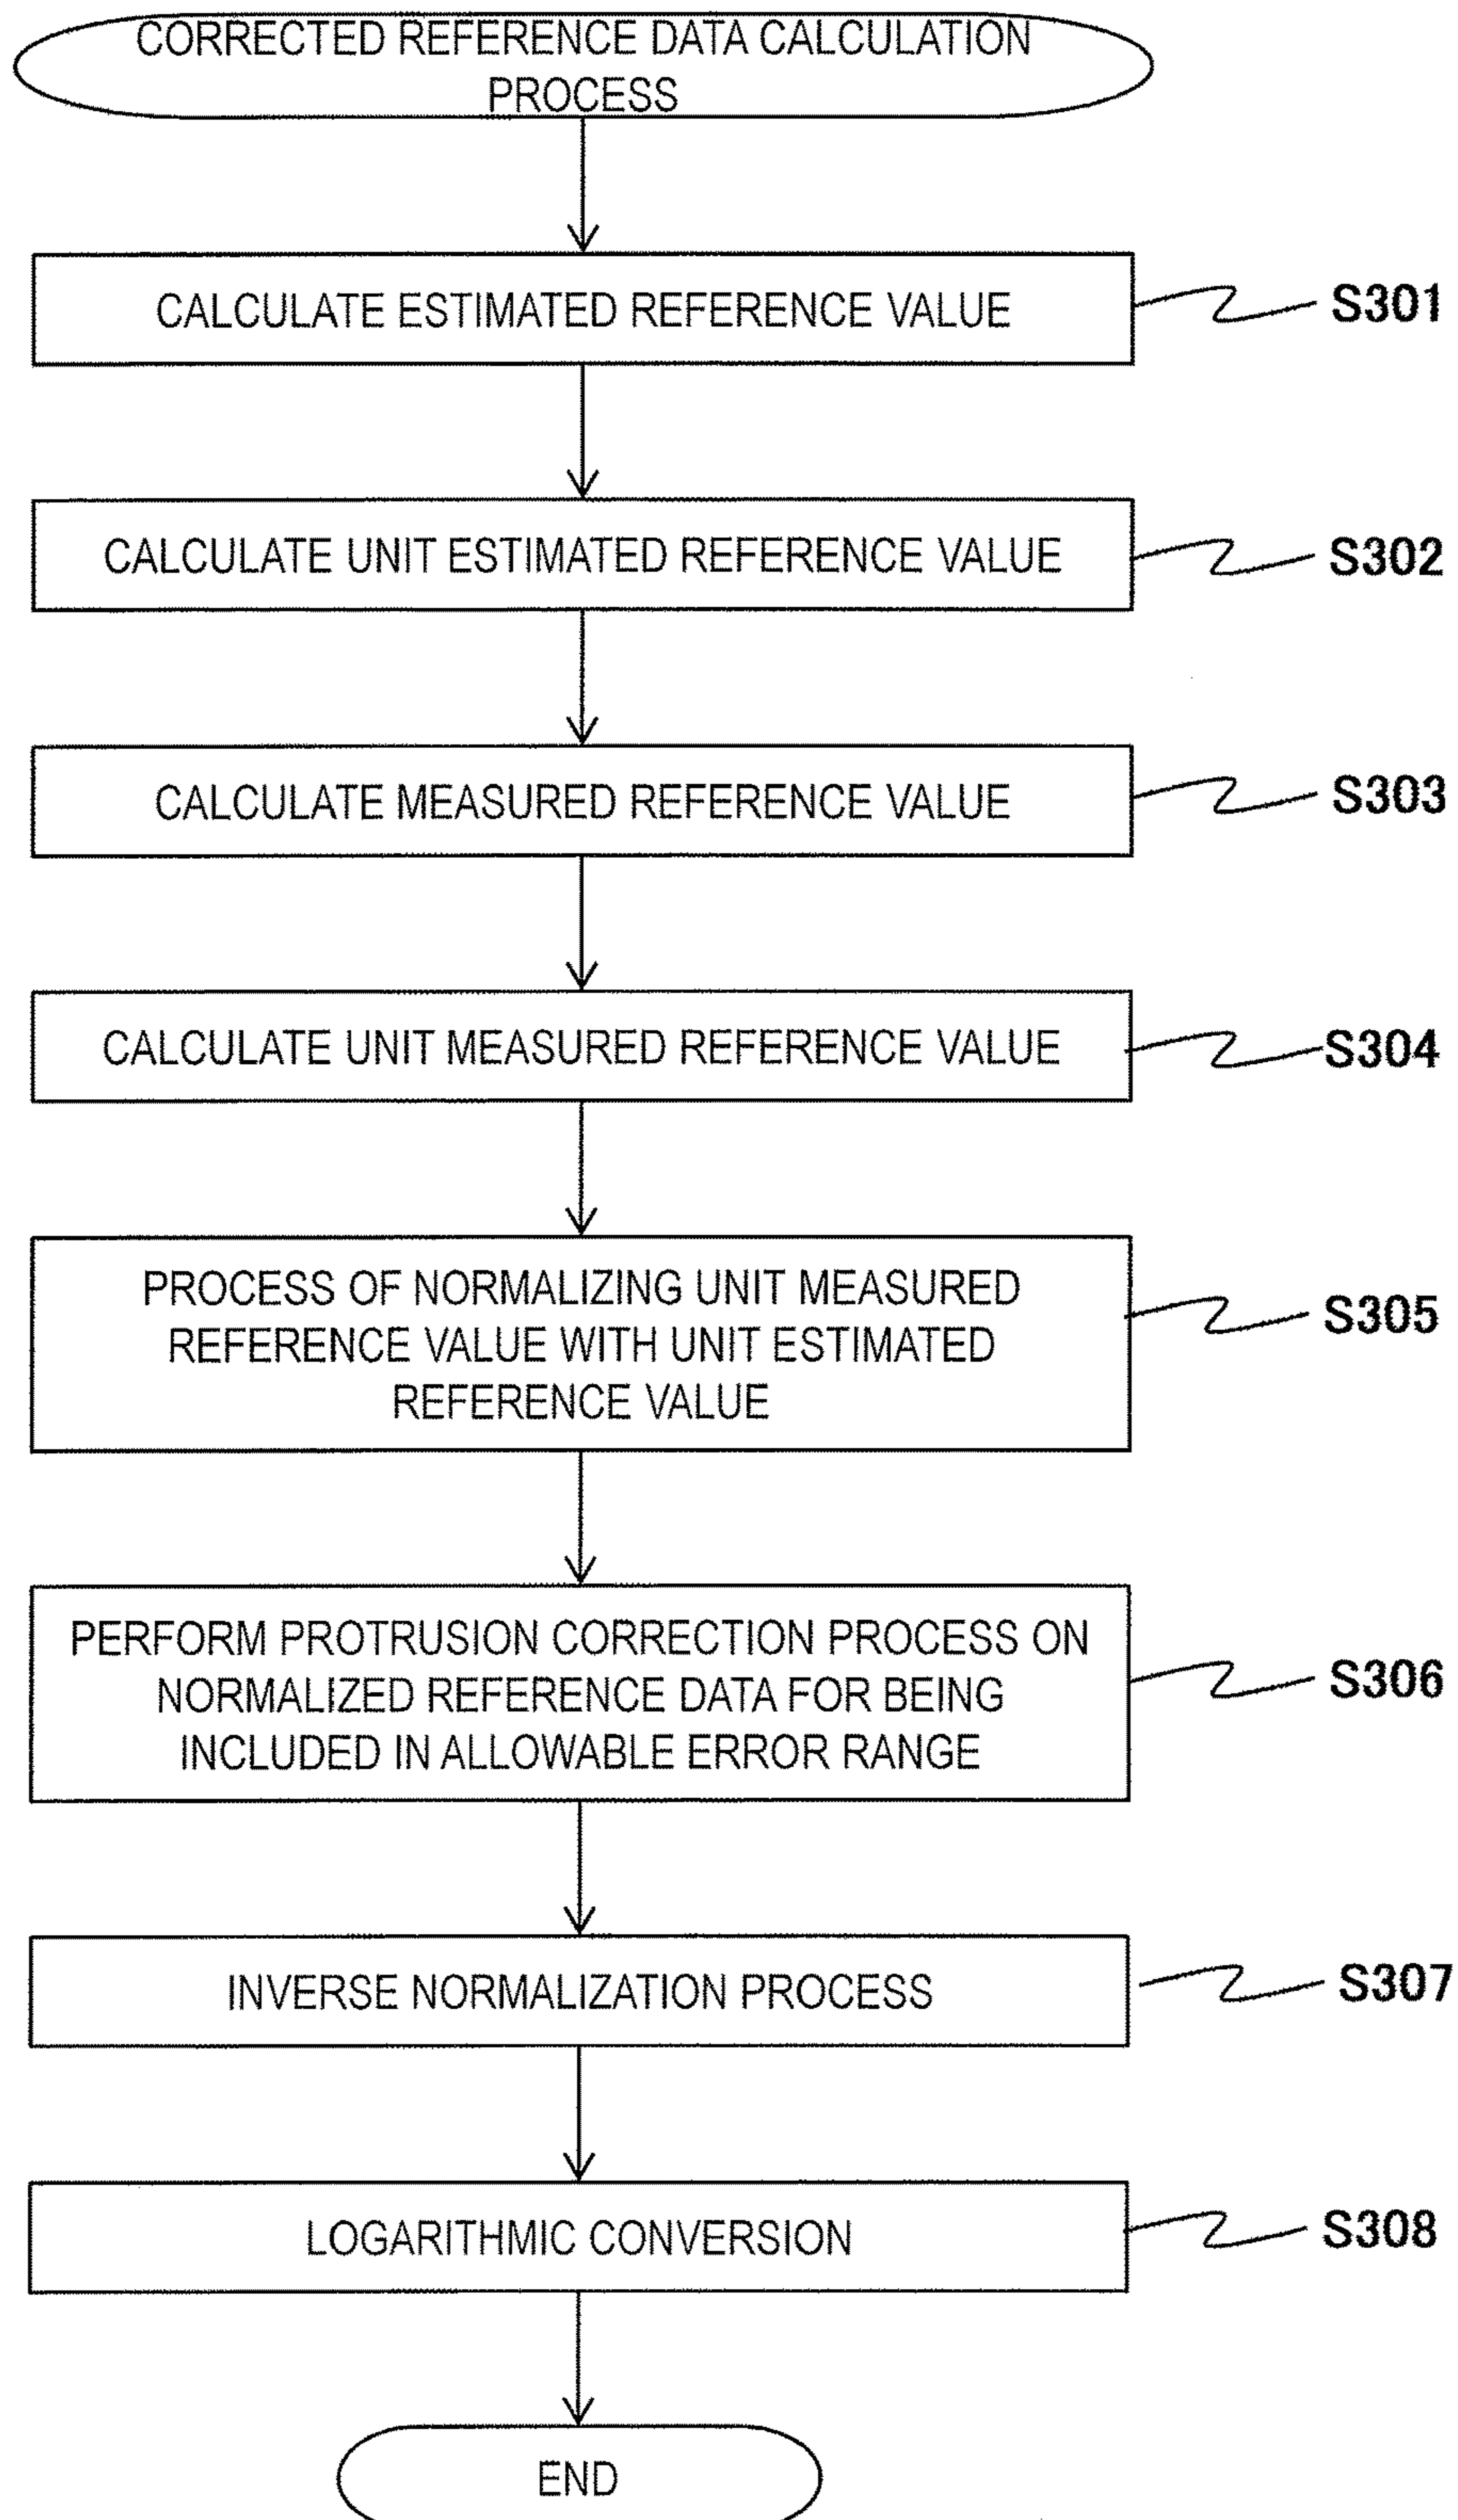 CORRECTED REFERENCE DATA CALCULATION
PROCESS
CALCULATE ESTIMATED REFERENCE VALUE
S301
CALCULATE UNIT ESTIMATED REFERENCE VALUE
S302
CALCULATE MEASURED REFERENCE VALUE
S303
CALCULATE UNIT MEASURED REFERENCE VALUE
S304
PROCESS OF NORMALIZING UNIT MEASURED
REFERENCE VALUE WITH UNIT ESTIMATED
REFERENCE VALUE
S305
PERFORM PROTRUSION CORRECTION PROCESS ON
NORMALIZED REFERENCE DATA FOR BEING
INCLUDED IN ALLOWABLE ERROR RANGE
S306
INVERSE NORMALIZATION PROCESS
S307
LOGARITHMIC CONVERSION
S308
END